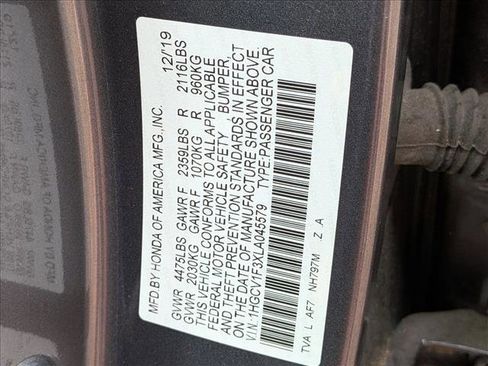 MFD.BY HONDA OF AMERICA MFG.,INC. 12/19
GVWR 4475LBS GAWR F 2359LBS R 2116LBS
GVWR 2030KG GAWR F 1070KG R 960KG
THIS VEHICLE CONFORMS TO ALL APPLICABLE
FEDERAL MOTOR VEHICLE SAFETY BUMPER,
AND THEFT PREVENTION STANDARDS IN EFFECT
ON THE DATE OF MANUFACTURE SHOWN ABOVE.
V.I.N:1HGCV1F3XLA045579 TYPE:PASSENGER CAR
TVA L AF7 NH797M Z A